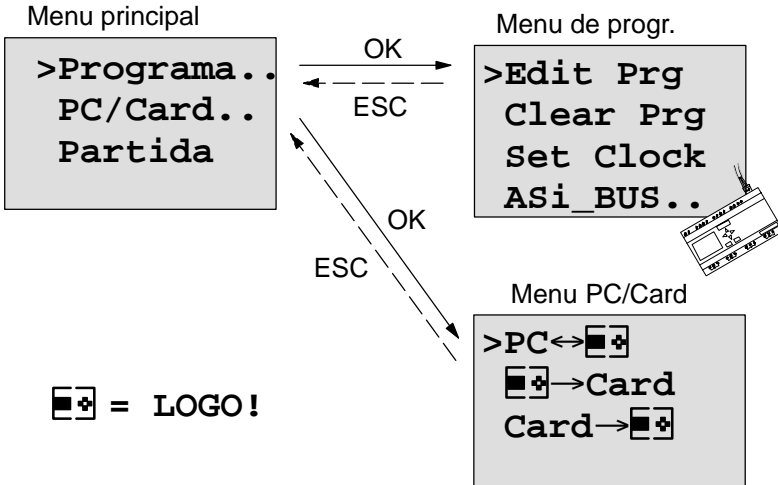 Menu principal
>Programa..
PC/Card..
Partida
OK
ESC
Menu de progr.
>Edit Prg
Clear Prg
Set Clock
ASi_BUS..
OK
ESC
Menu PC/Card
>PC↔
→Card
Card→
= LOGO!